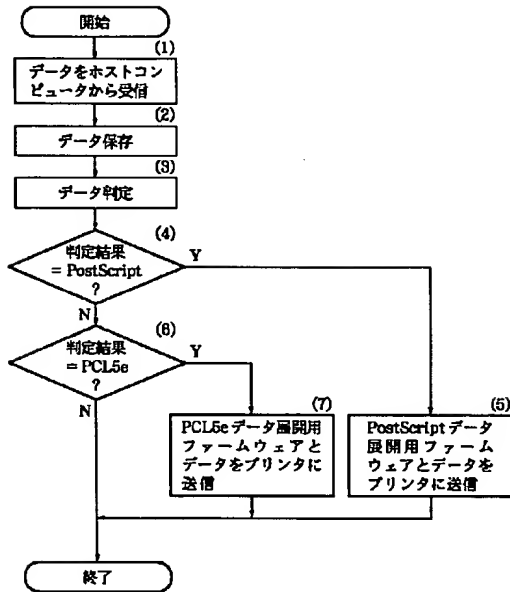 開始
(1)
データをホストコン
ピュータから受信
(2)
データ保存
(3)
データ判定
(4)
判定結果
= PostScript
?
Y
N
(6)
判定結果
= PCL5e
?
Y
N
(7)
PCL5eデータ展開用
ファームウェアと
データをプリンタに
送信
(5)
PostScriptデータ
展開用ファーム
ウェアとデータを
プリンタに送信
終了